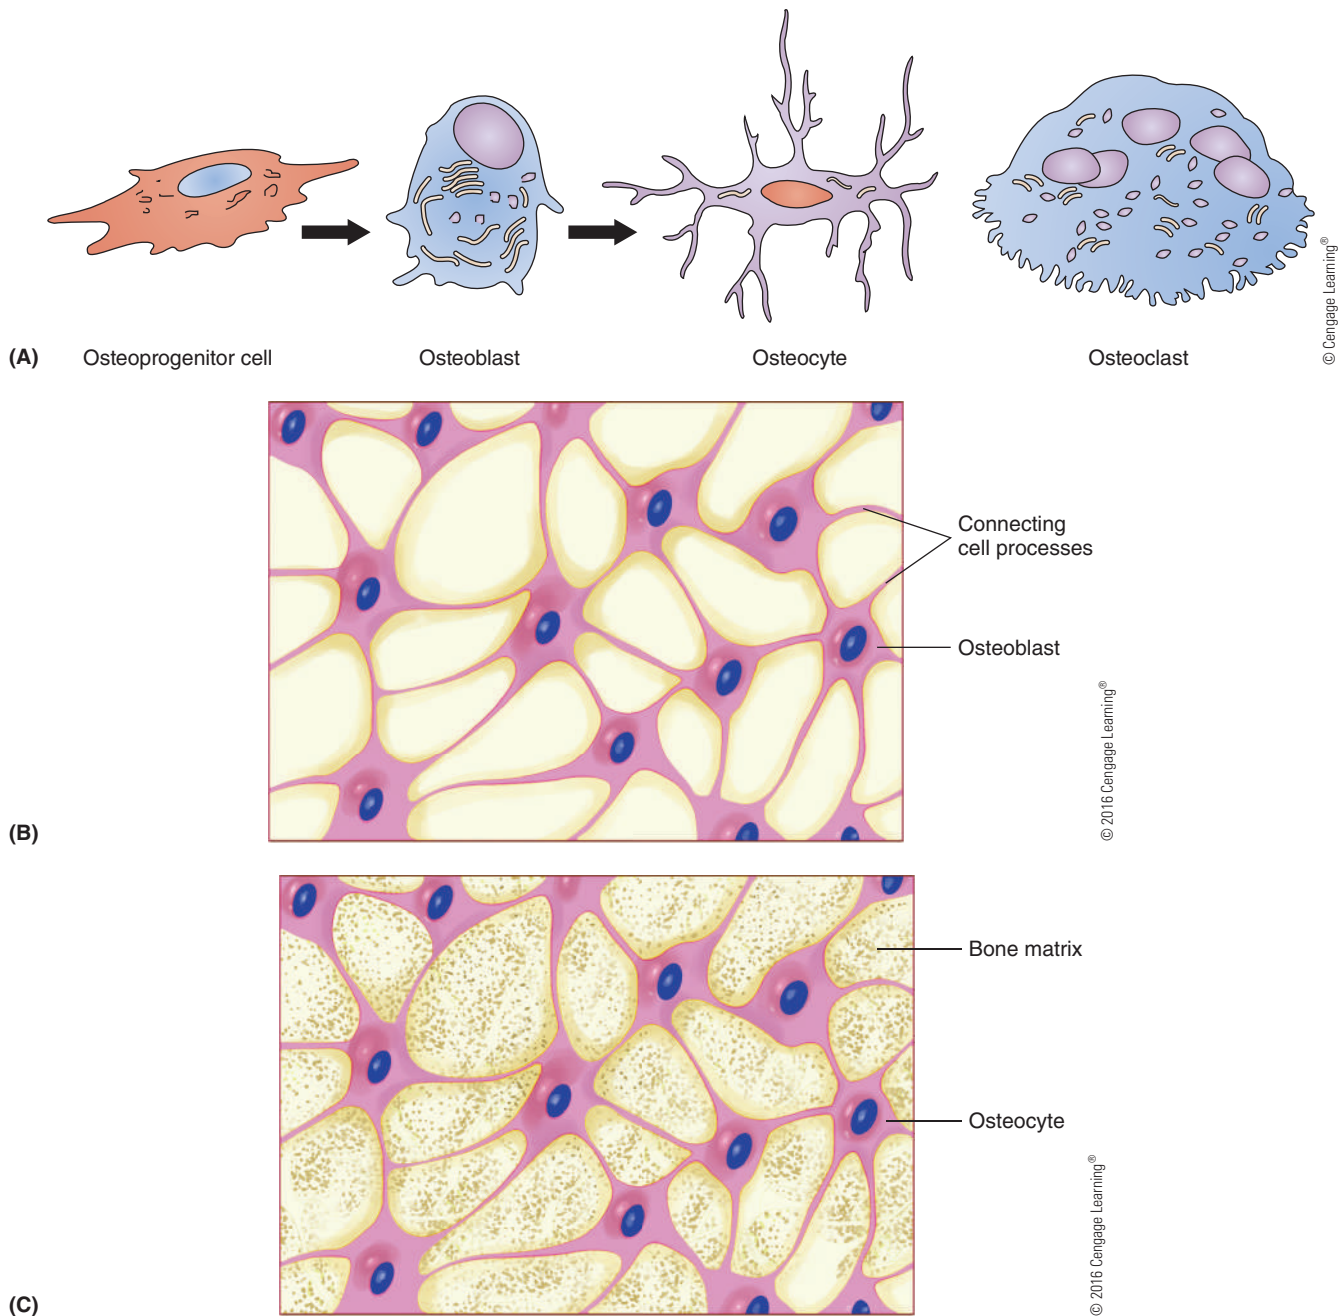 (A) Osteoprogenitor cell Osteoblast Osteocyte Osteoclast
© Cengage Learning®
Connecting
cell processes
Osteoblast
© 2016 Cengage Learning®
(B)
Bone matrix
Osteocyte
© 2016 Cengage Learning®
(C)